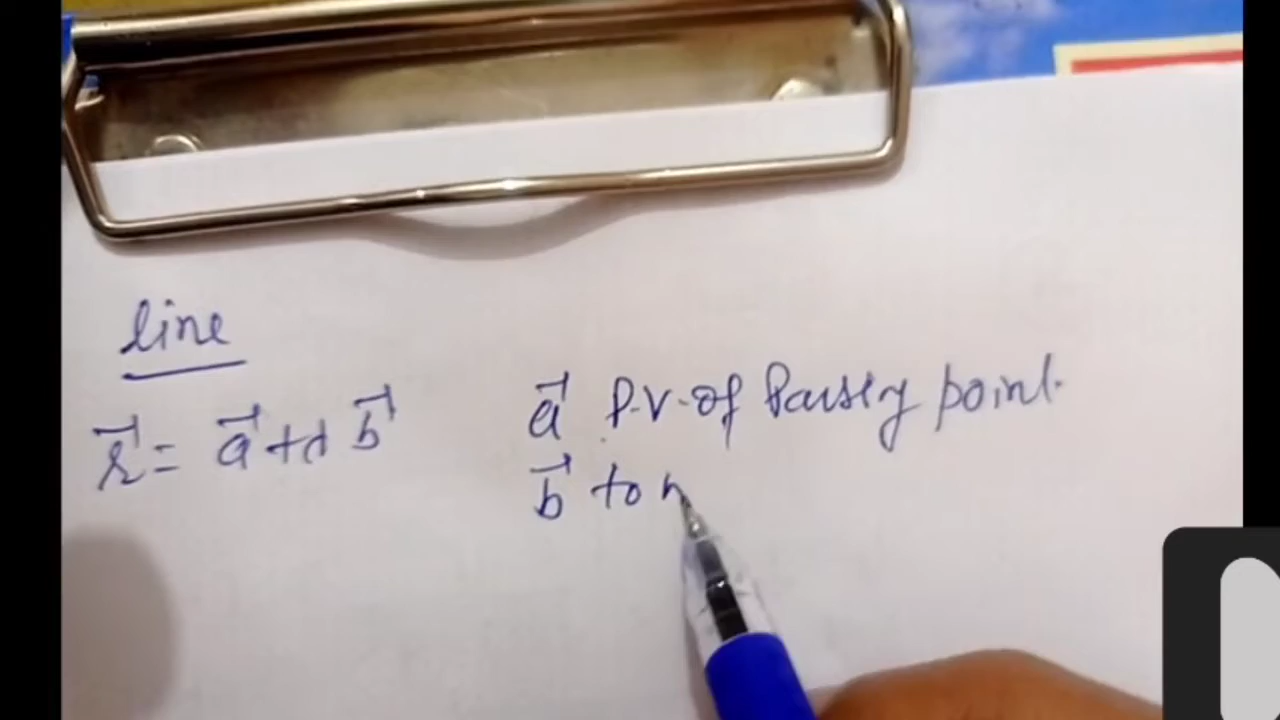 line
r⃗ = a⃗ + λ b⃗
a⃗ P.V. of Passing point.
b⃗ to